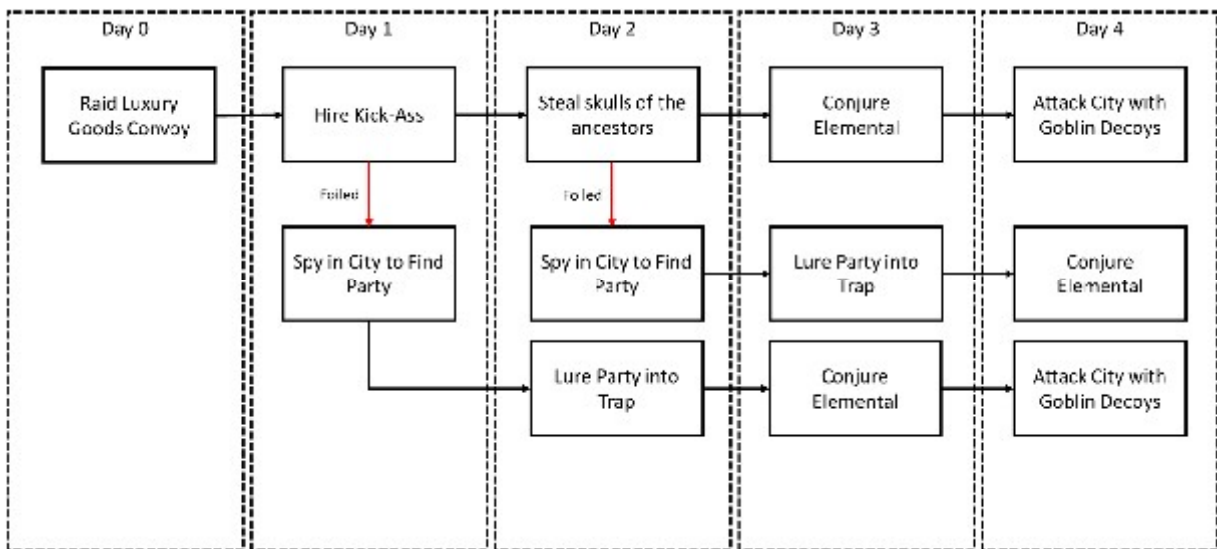 Day 0
Day 1
Day 2
Day 3
Day 4
Raid Luxury
Goods Convoy
Hire Kick-Ass
Steal skulls of the
ancestors
Conjure
Elemental
Attack City with
Goblin Decoys
Foiled
Foiled
Spy in City to Find
Party
Spy in City to Find
Party
Lure Party into
Trap
Conjure
Elemental
Lure Party into
Trap
Conjure
Elemental
Attack City with
Goblin Decoys